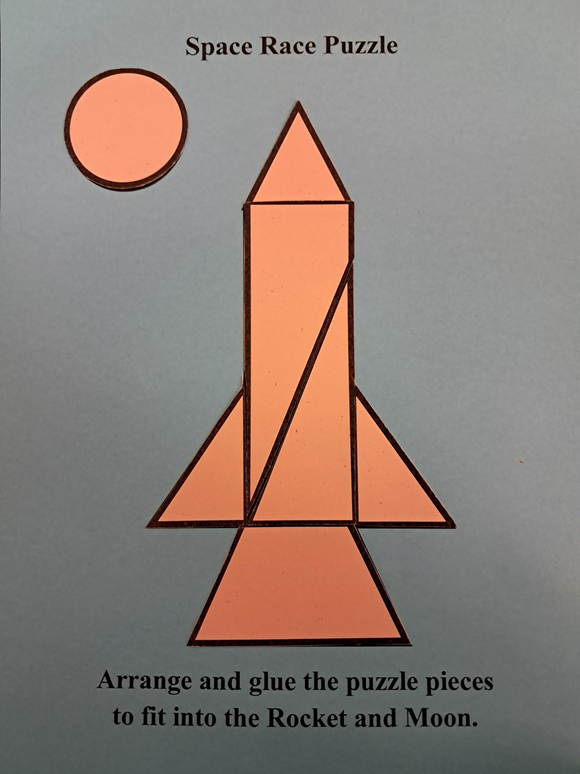 Space Race Puzzle
Arrange and glue the puzzle pieces
to fit into the Rocket and Moon.